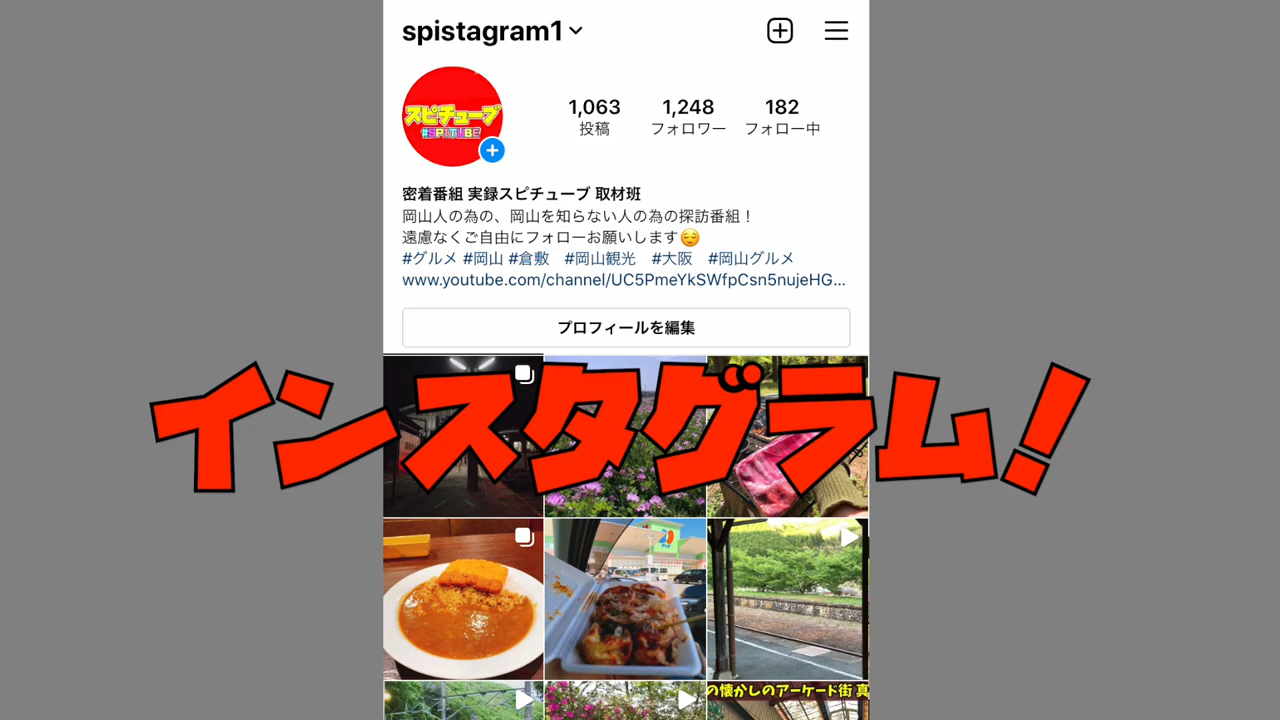 spistagram1
スピチューブ
#SPITUBE
1,063
1,248
182
投稿
フォロワー
フォロー中
密着番組 実録スピチューブ 取材班
岡山人の為の、岡山を知らない人の為の探訪番組！
遠慮なくご自由にフォローお願いします😌
#グルメ #岡山 #倉敷　#岡山観光　#大阪　#岡山グルメ
www.youtube.com/channel/UC5PmeYkSWfpCsn5nujeHG...
プロフィールを編集
インスタグラム！
の懐かしのアーケード街 真